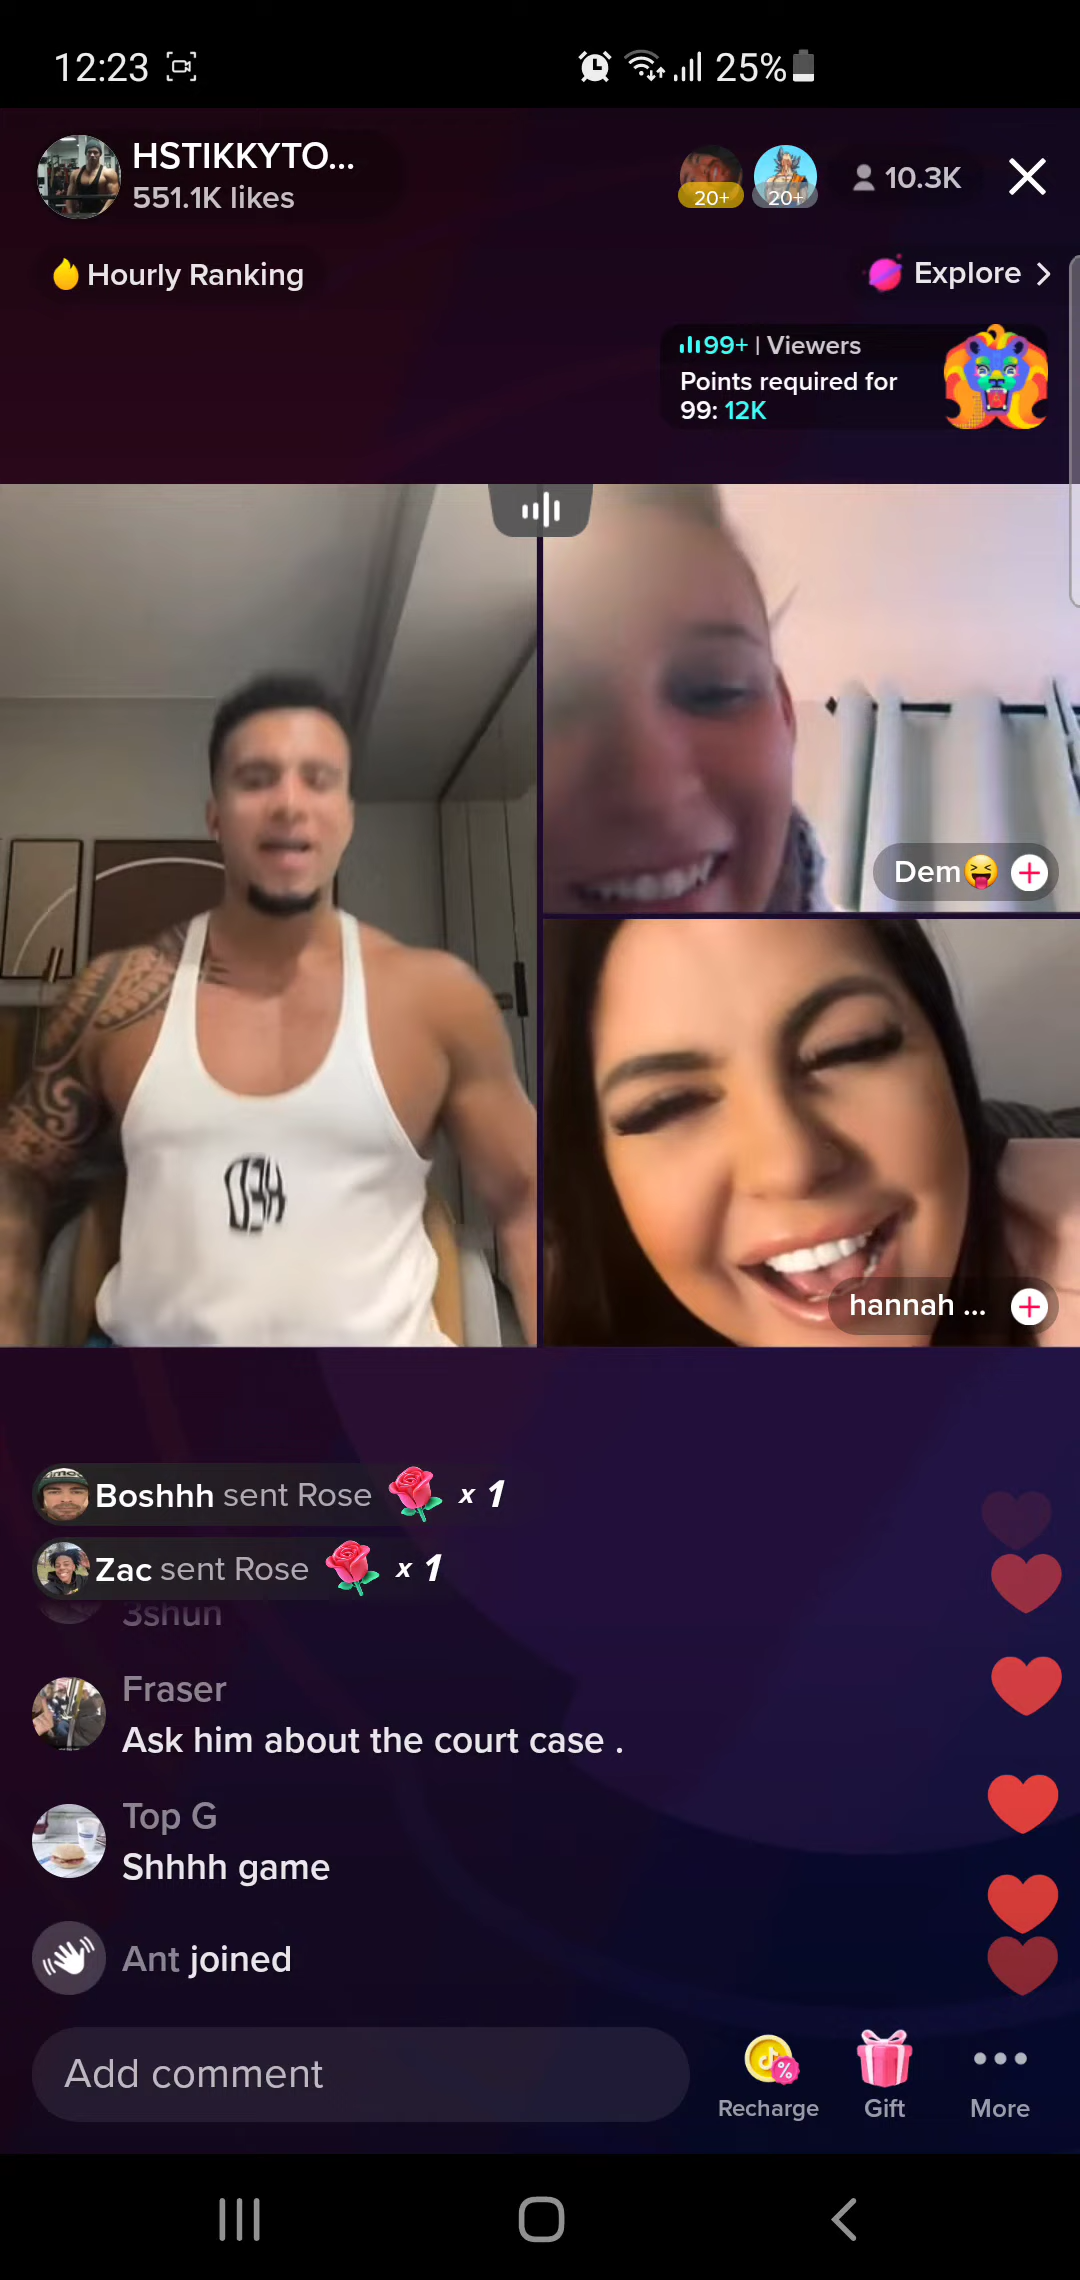 12:23
25%
HSTIKKYTO...
551.1K likes
20+
20+
10.3K
Hourly Ranking
Explore
99+ | Viewers
Points required for
99: 12K
Dem😝
hannah ...
Boshhh sent Rose x 1
Zac sent Rose x 1
3shun
Fraser
Ask him about the court case .
Top G
Shhhh game
Ant joined
Add comment
Recharge
Gift
More